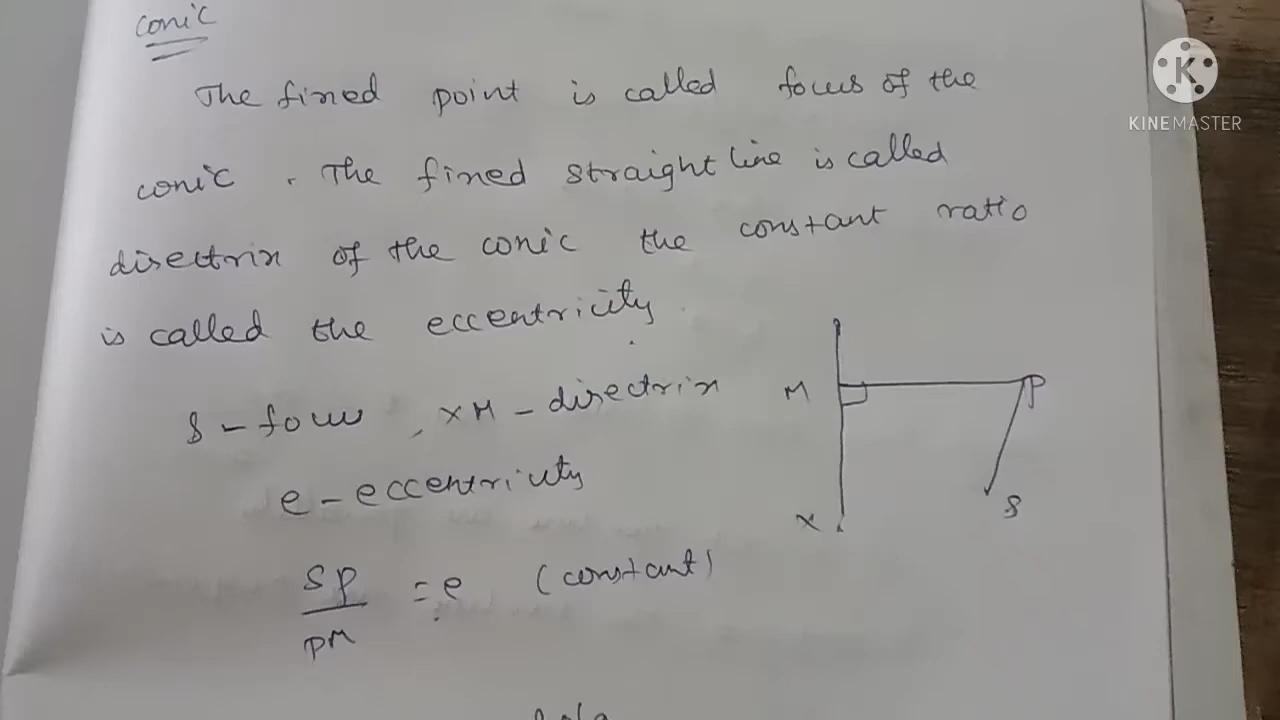 conic
The fixed point is called focus of the
conic . The fixed straight line is called
directrix of the conic the constant ratio
is called the eccentricity.
S - focus , XM - directrix
e - eccentricity
SP/PM = e (constant)
M
P
X
S
K
KINEMASTER